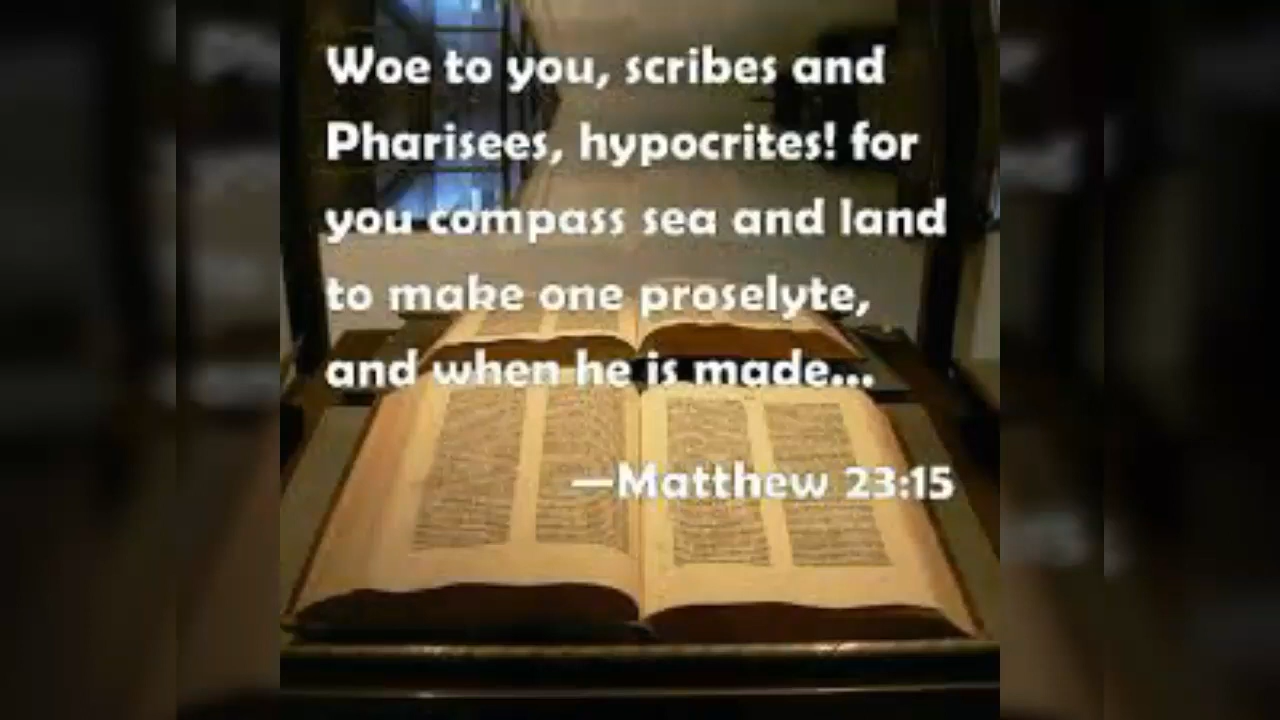 Woe to you, scribes and
Pharisees, hypocrites! for
you compass sea and land
to make one proselyte,
and when he is made...
—Matthew 23:15